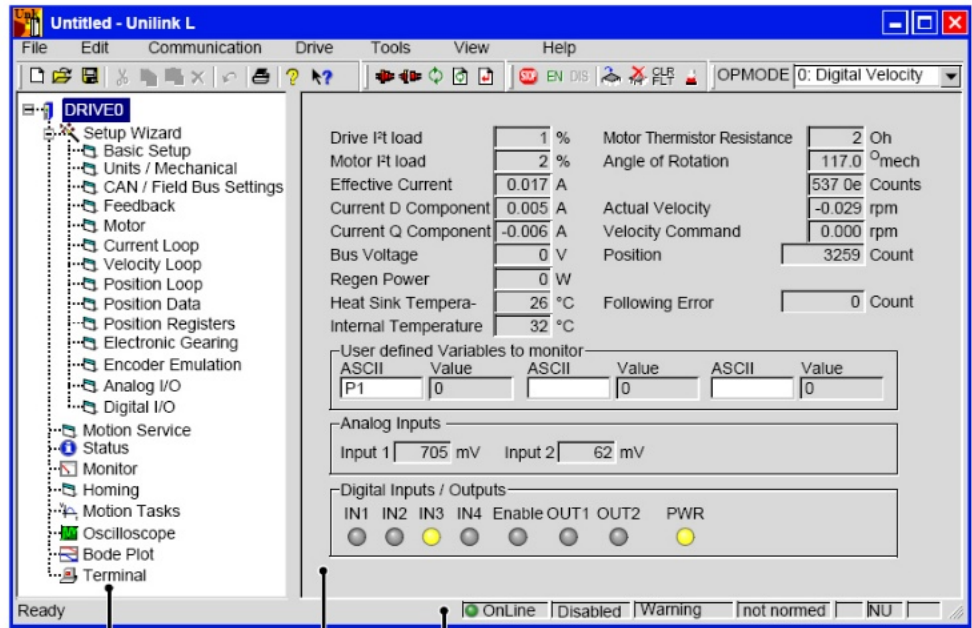 Untitled - Unilink L
File Edit Communication Drive Tools View Help
STOP EN DIS CLR FLT OPMODE 0: Digital Velocity
DRIVE0
Setup Wizard
Basic Setup
Units / Mechanical
CAN / Field Bus Settings
Feedback
Motor
Current Loop
Velocity Loop
Position Loop
Position Data
Position Registers
Electronic Gearing
Encoder Emulation
Analog I/O
Digital I/O
Motion Service
Status
Monitor
Homing
Motion Tasks
Oscilloscope
Bode Plot
Terminal
Drive I²t load 1 % Motor Thermistor Resistance 2 Oh
Motor I²t load 2 % Angle of Rotation 117.0 Omech
Effective Current 0.017 A 537 0e Counts
Current D Component 0.005 A Actual Velocity -0.029 rpm
Current Q Component -0.006 A Velocity Command 0.000 rpm
Bus Voltage 0 V Position 3259 Count
Regen Power 0 W
Heat Sink Tempera- 26 °C Following Error 0 Count
Internal Temperature 32 °C
User defined Variables to monitor
ASCII Value ASCII Value ASCII Value
P1 0 0 0
Analog Inputs
Input 1 705 mV Input 2 62 mV
Digital Inputs / Outputs
IN1 IN2 IN3 IN4 Enable OUT1 OUT2 PWR
Ready OnLine Disabled Warning not normed NU